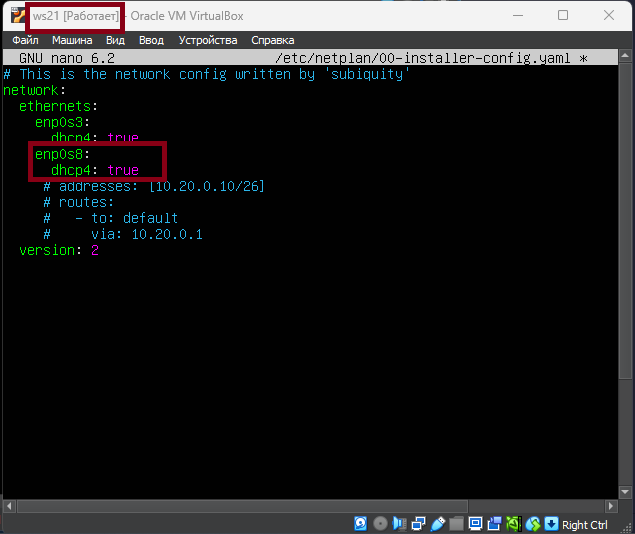 ws21 [Работает] - Oracle VM VirtualBox
Файл Машина Вид Ввод Устройства Справка
GNU nano 6.2 /etc/netplan/00-installer-config.yaml *
# This is the network config written by 'subiquity'
network:
  ethernets:
    enp0s3:
      dhcp4: true
    enp0s8:
      dhcp4: true
     # addresses: [10.20.0.10/26]
     # routes:
     #   - to: default
     #     via: 10.20.0.1
  version: 2
Right Ctrl